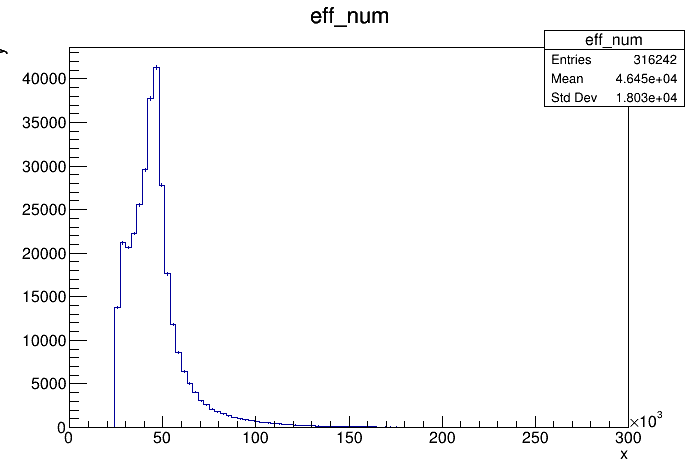 eff_num
y
eff_num
Entries 316242
Mean 4.645e+04
Std Dev 1.803e+04
40000
35000
30000
25000
20000
15000
10000
5000
0
0 50 100 150 200 250 300
×10³
x